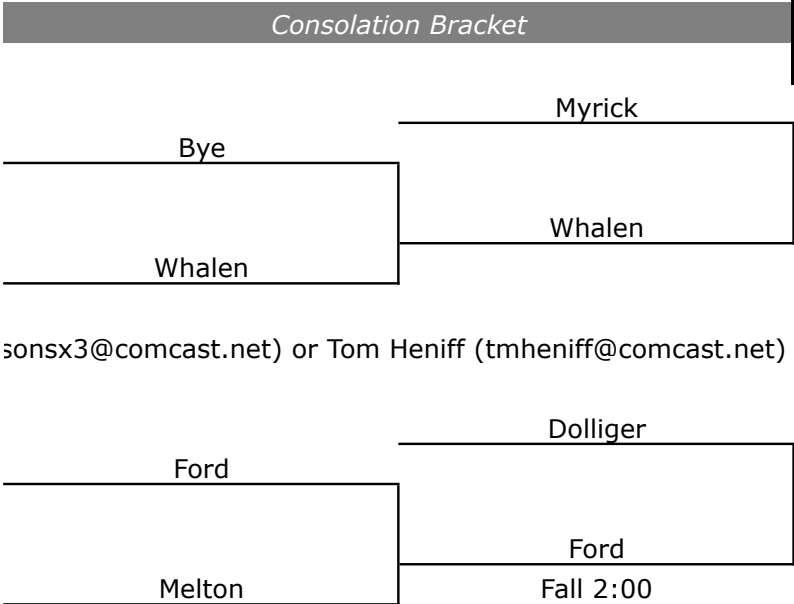 Consolation Bracket
Myrick
Bye
Whalen
Whalen
sonsx3@comcast.net) or Tom Heniff (tmheniff@comcast.net)
Dolliger
Ford
Ford
Melton
Fall 2:00